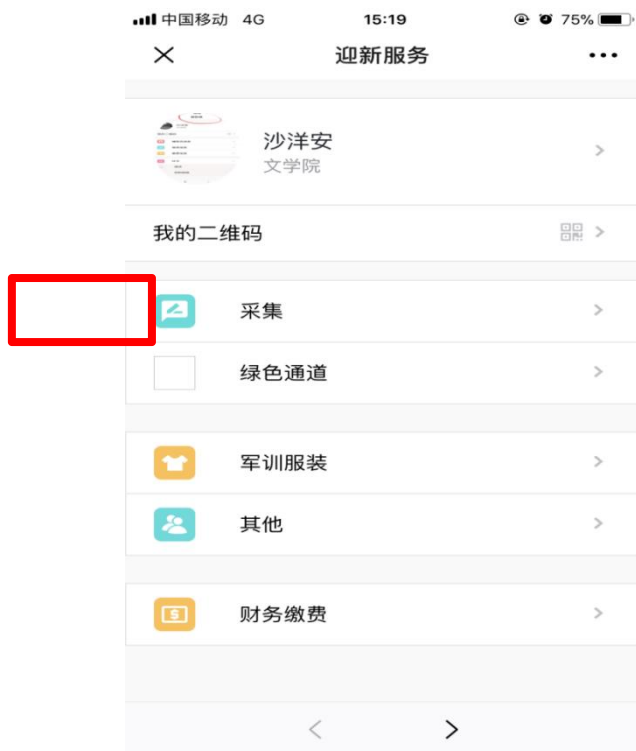 中国移动 4G 15:19 75%
迎新服务
沙洋安
文学院
我的二维码
采集
绿色通道
军训服装
其他
财务缴费